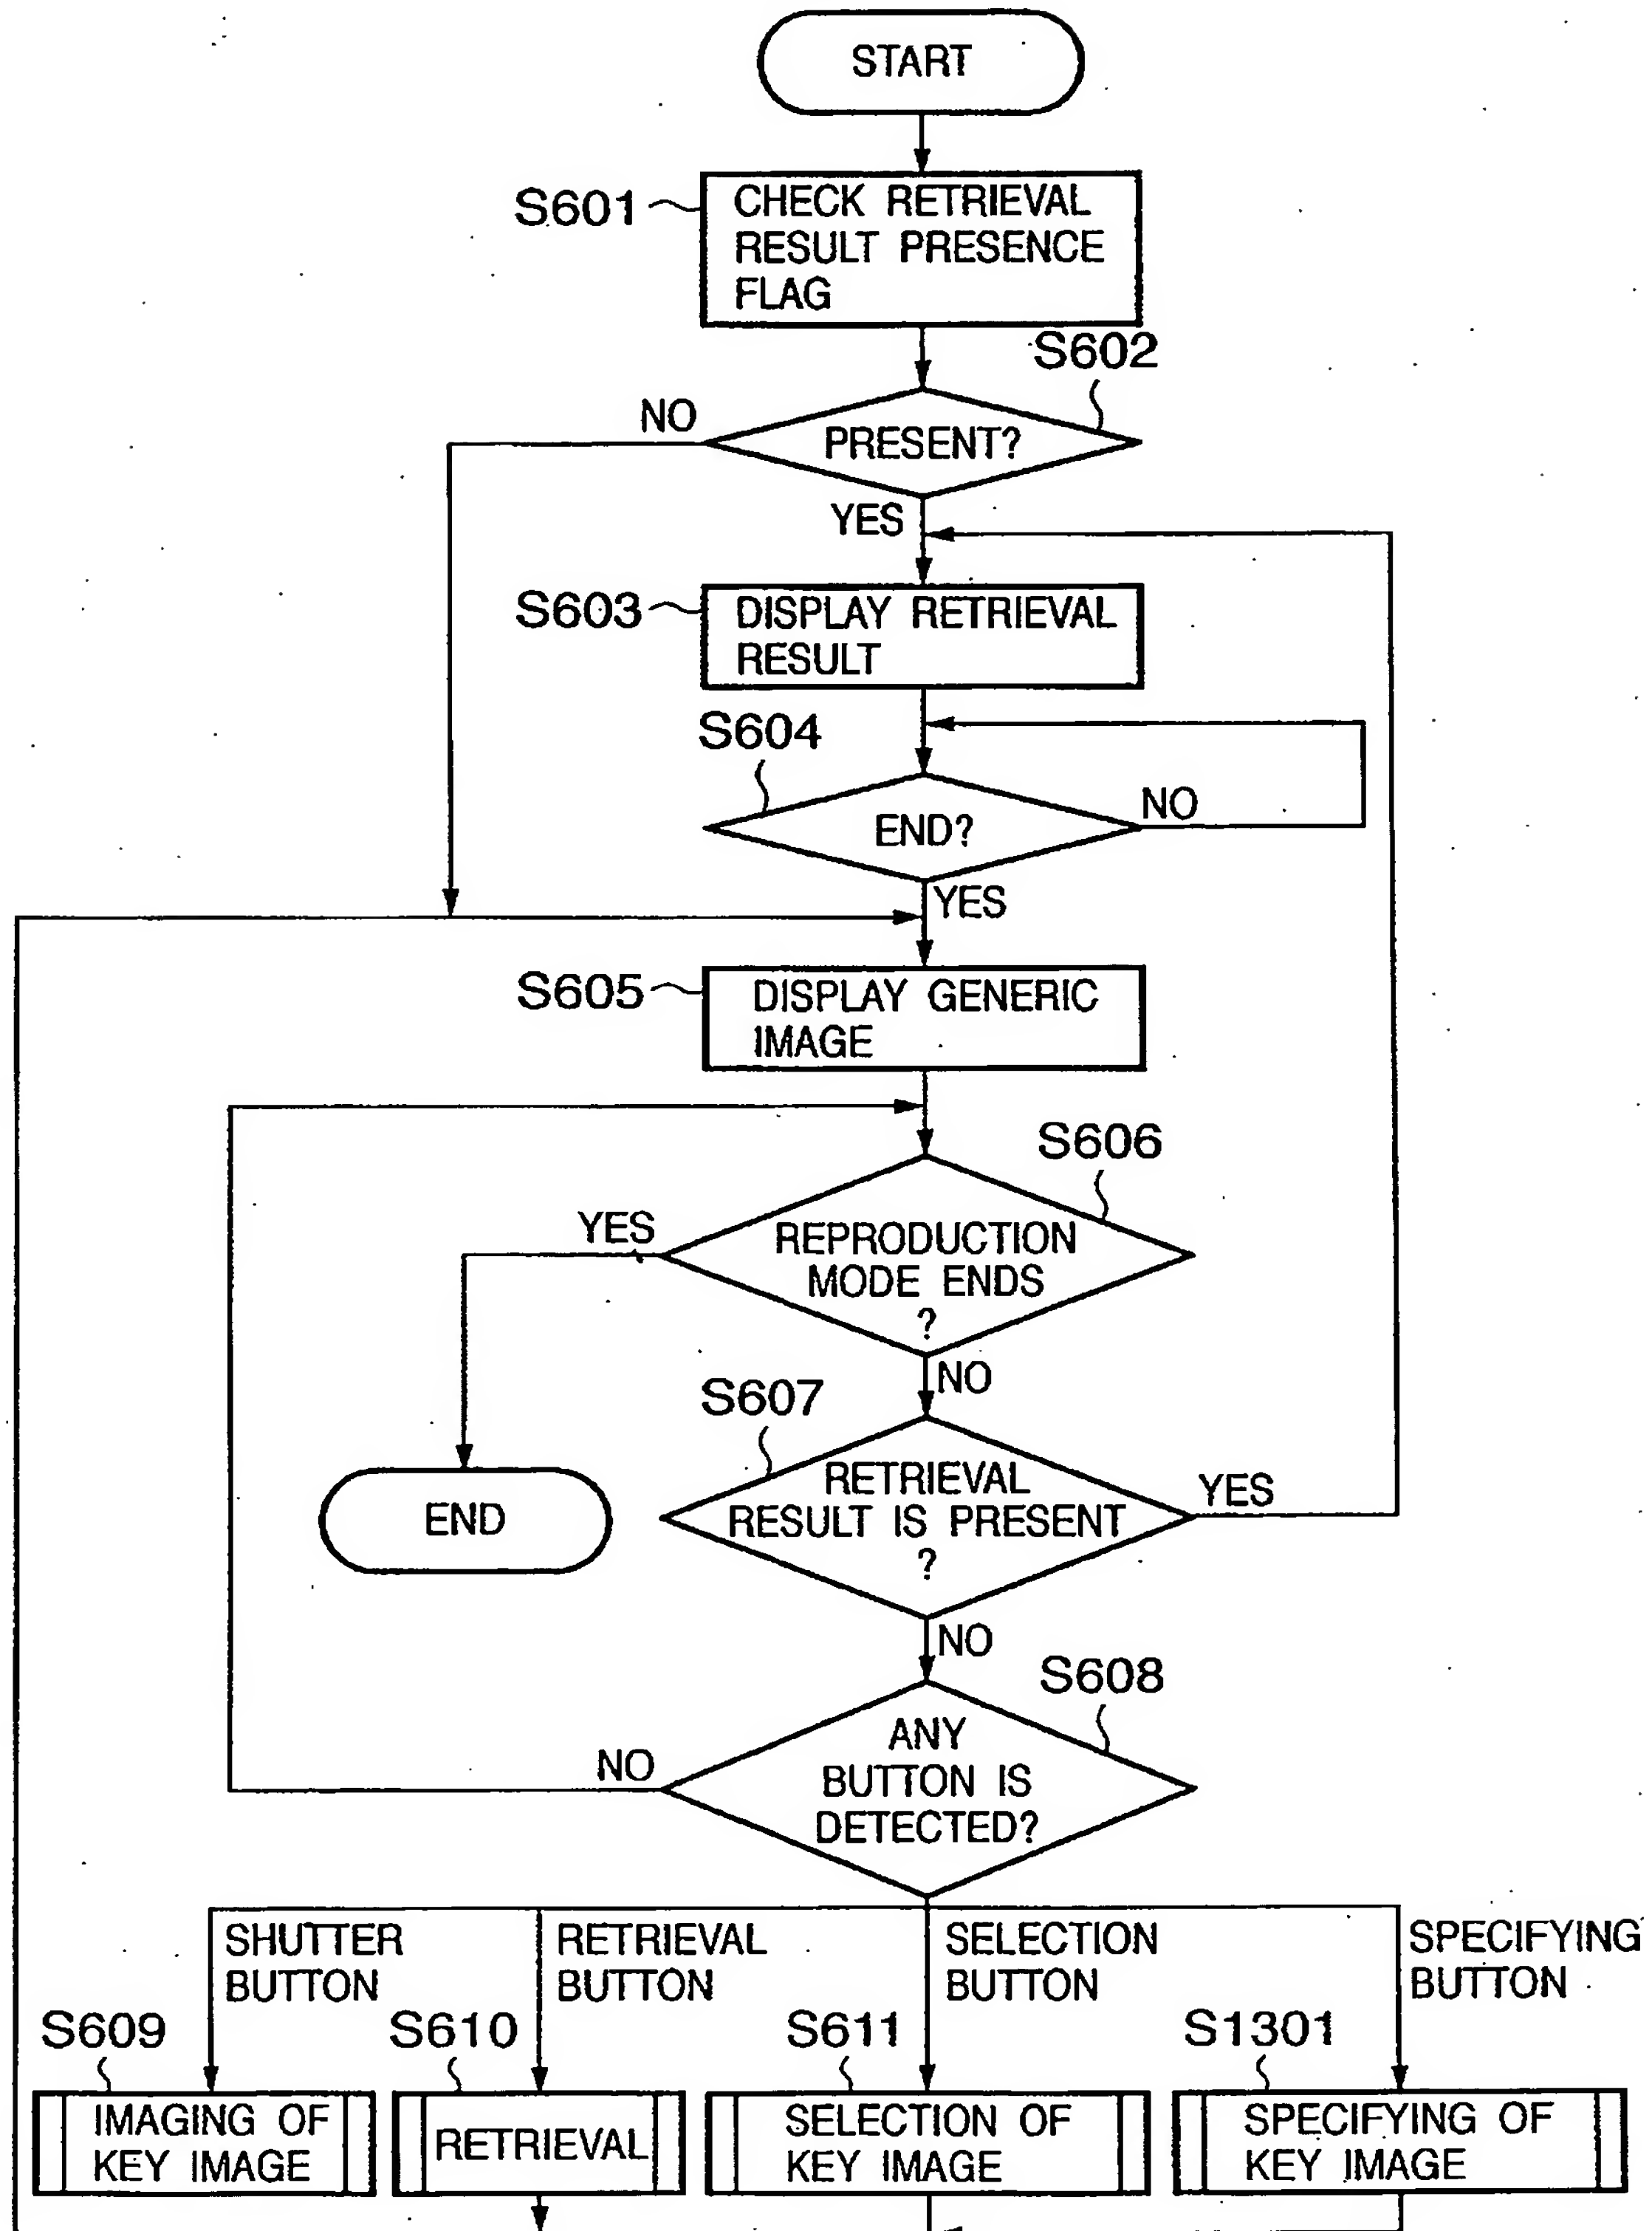 START
S601
CHECK RETRIEVAL
RESULT PRESENCE
FLAG
S602
NO
PRESENT?
YES
S603
DISPLAY RETRIEVAL
RESULT
S604
NO
END?
YES
S605
DISPLAY GENERIC
IMAGE
S606
YES
REPRODUCTION
MODE ENDS
?
NO
S607
RETRIEVAL
RESULT IS PRESENT
?
YES
END
NO
S608
ANY
BUTTON IS
DETECTED?
NO
SHUTTER
BUTTON
RETRIEVAL
BUTTON
SELECTION
BUTTON
SPECIFYING
BUTTON
S609
S610
S611
S1301
IMAGING OF
KEY IMAGE
RETRIEVAL
SELECTION OF
KEY IMAGE
SPECIFYING OF
KEY IMAGE